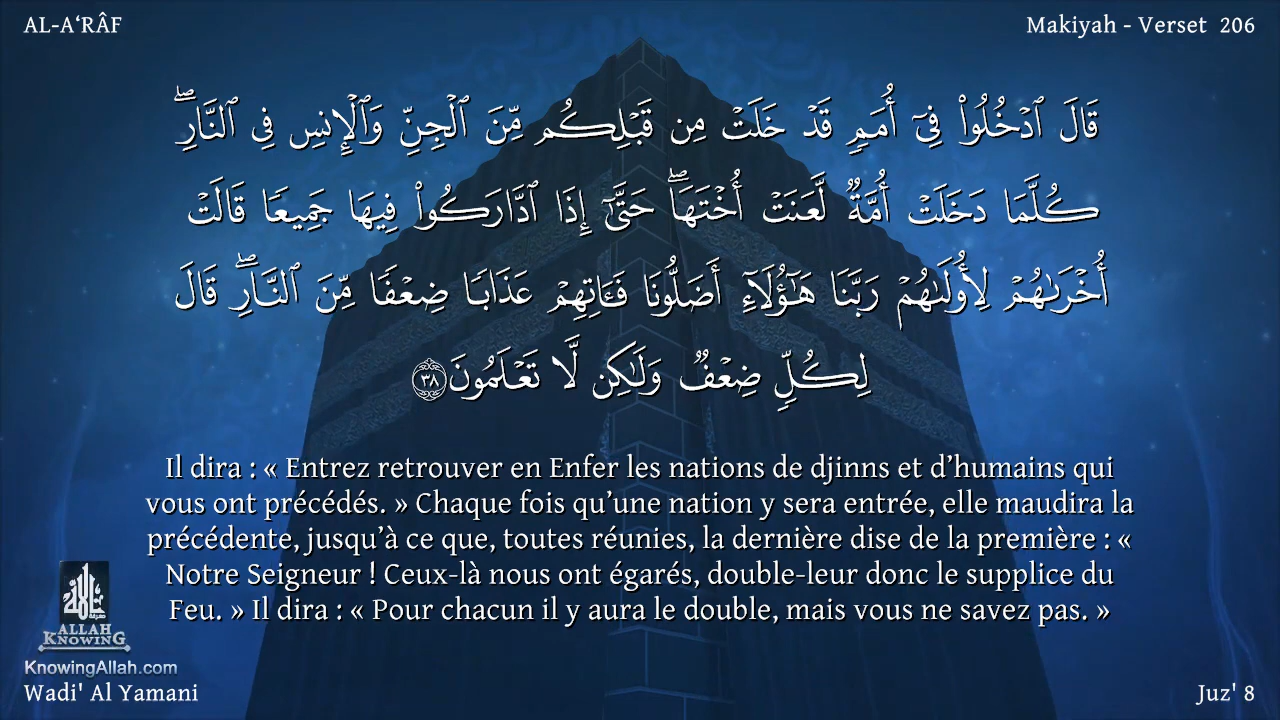 AL-A‘RÂF
Makiyah - Verset 206
قَالَ ٱدۡخُلُواْ فِيٓ أُمَمٖ قَدۡ خَلَتۡ مِن قَبۡلِكُم مِّنَ ٱلۡجِنِّ وَٱلۡإِنسِ فِي ٱلنَّارِۖ
كُلَّمَا دَخَلَتۡ أُمَّةٞ لَّعَنَتۡ أُخۡتَهَاۖ حَتَّىٰٓ إِذَا ٱدَّارَكُواْ فِيهَا جَمِيعٗا قَالَتۡ
أُخۡرَىٰهُمۡ لِأُولَىٰهُمۡ رَبَّنَا هَٰٓؤُلَآءِ أَضَلُّونَا فَـَٔاتِهِمۡ عَذَابٗا ضِعۡفٗا مِّنَ ٱلنَّارِۖ قَالَ
لِكُلّٖ ضِعۡفٞ وَلَٰكِن لَّا تَعۡلَمُونَ ٣٨
Il dira : « Entrez retrouver en Enfer les nations de djinns et d’humains qui
vous ont précédés. » Chaque fois qu’une nation y sera entrée, elle maudira la
précédente, jusqu’à ce que, toutes réunies, la dernière dise de la première : «
Notre Seigneur ! Ceux-là nous ont égarés, double-leur donc le supplice du
Feu. » Il dira : « Pour chacun il y aura le double, mais vous ne savez pas. »
ALLAH
KNOWING
KnowingAllah.com
Wadi' Al Yamani
Juz' 8